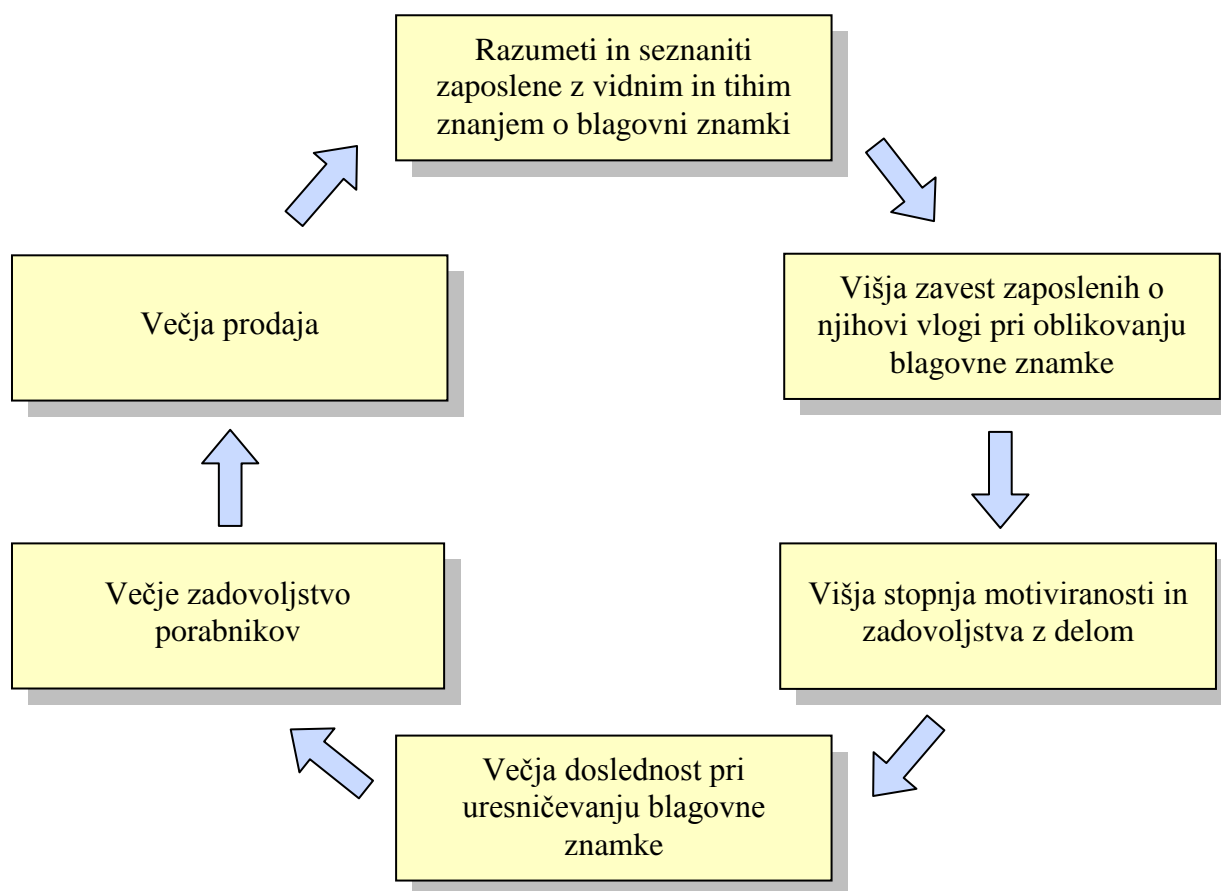 Razumeti in seznaniti
zaposlene z vidnim in tihim
znanjem o blagovni znamki
Višja zavest zaposlenih o
njihovi vlogi pri oblikovanju
blagovne znamke
Višja stopnja motiviranosti in
zadovoljstva z delom
Večja doslednost pri
uresničevanju blagovne
znamke
Večje zadovoljstvo
porabnikov
Večja prodaja